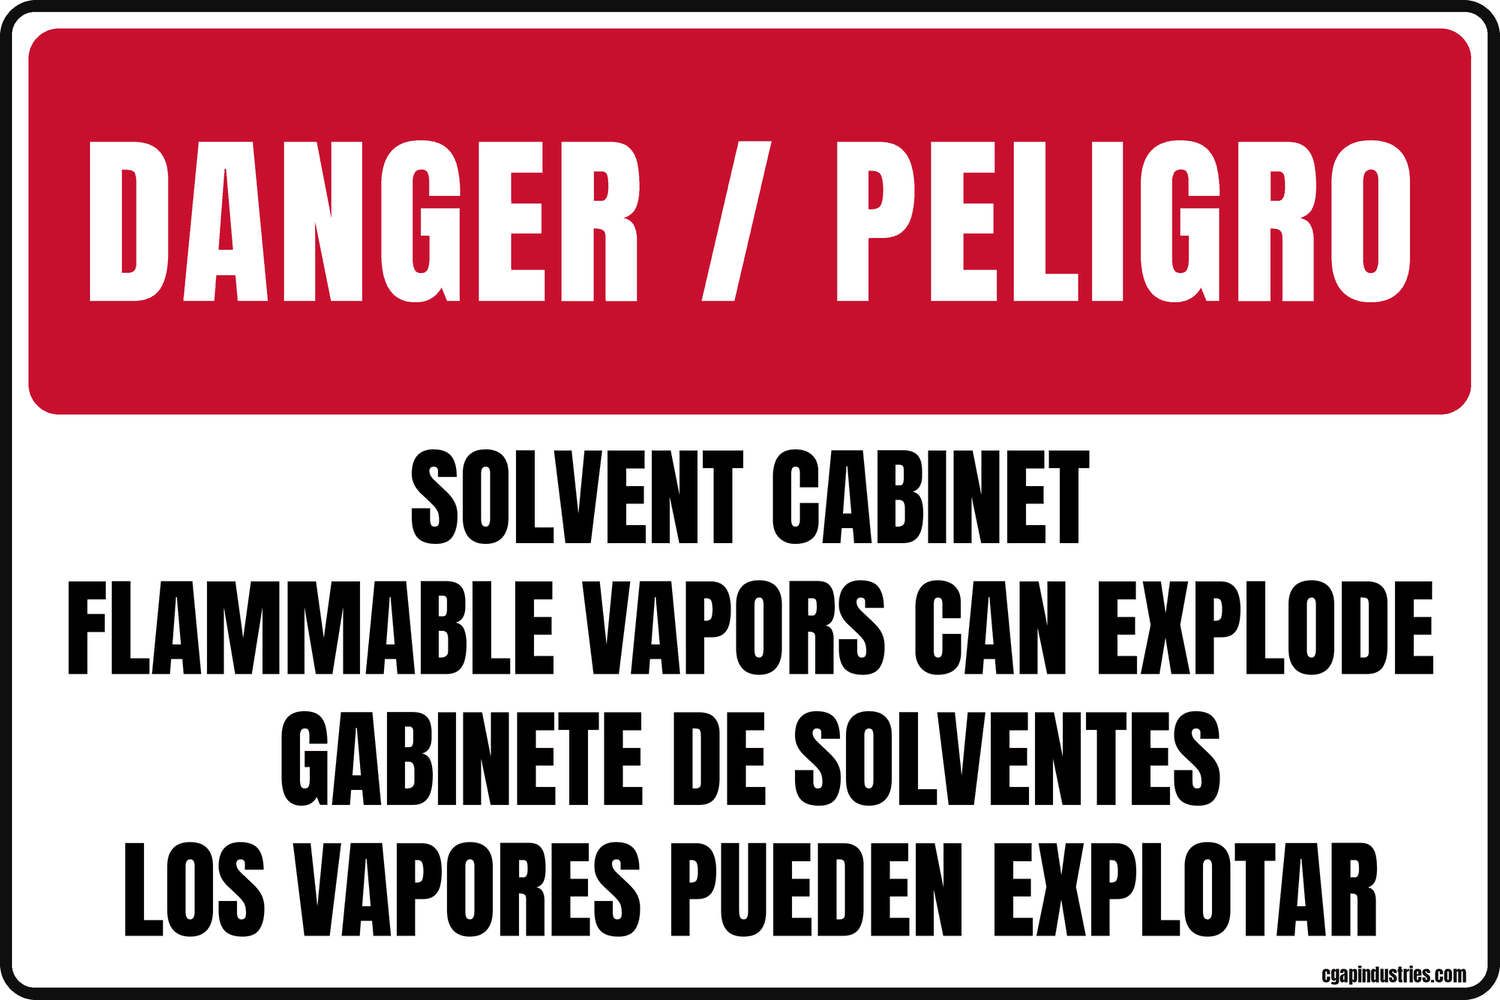 DANGER / PELIGRO
SOLVENT CABINET
FLAMMABLE VAPORS CAN EXPLODE
GABINETE DE SOLVENTES
LOS VAPORES PUEDEN EXPLOTAR
cgapindustries.com